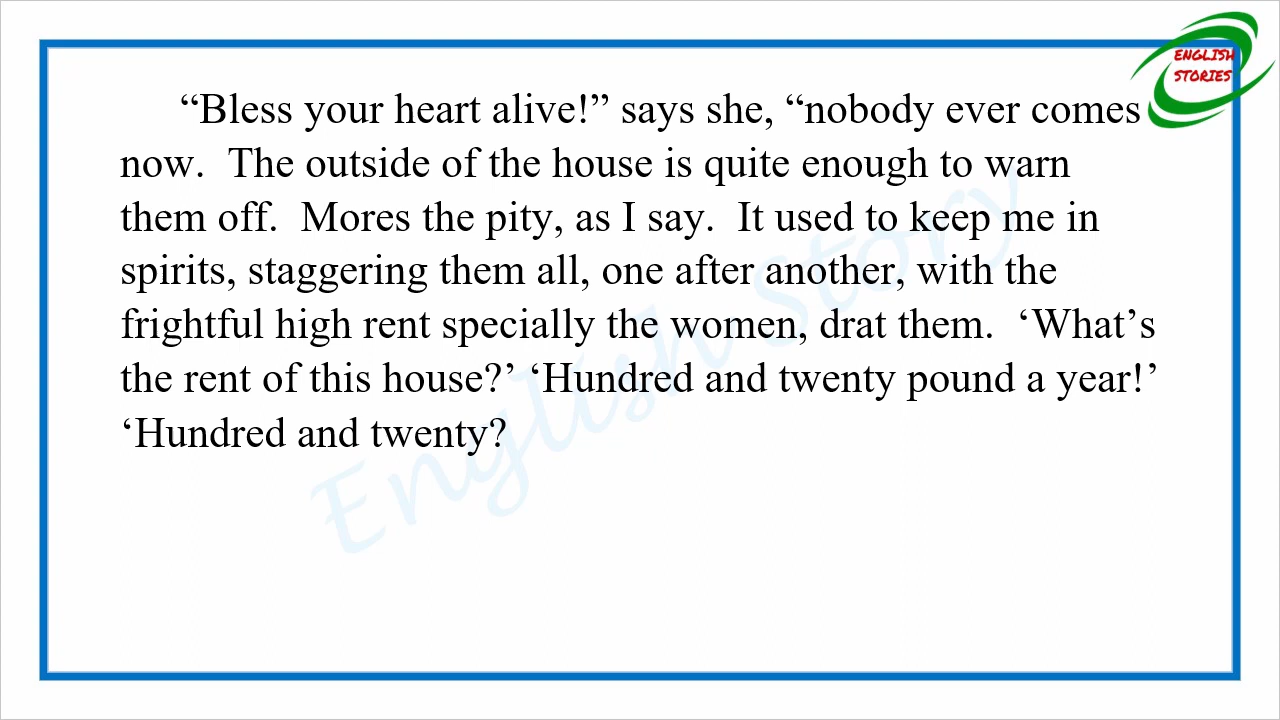 ENGLISH
STORIES
“Bless your heart alive!” says she, “nobody ever comes
now.  The outside of the house is quite enough to warn
them off.  Mores the pity, as I say.  It used to keep me in
spirits, staggering them all, one after another, with the
frightful high rent specially the women, drat them.  ‘What’s
the rent of this house?’ ‘Hundred and twenty pound a year!’
‘Hundred and twenty?
English Story